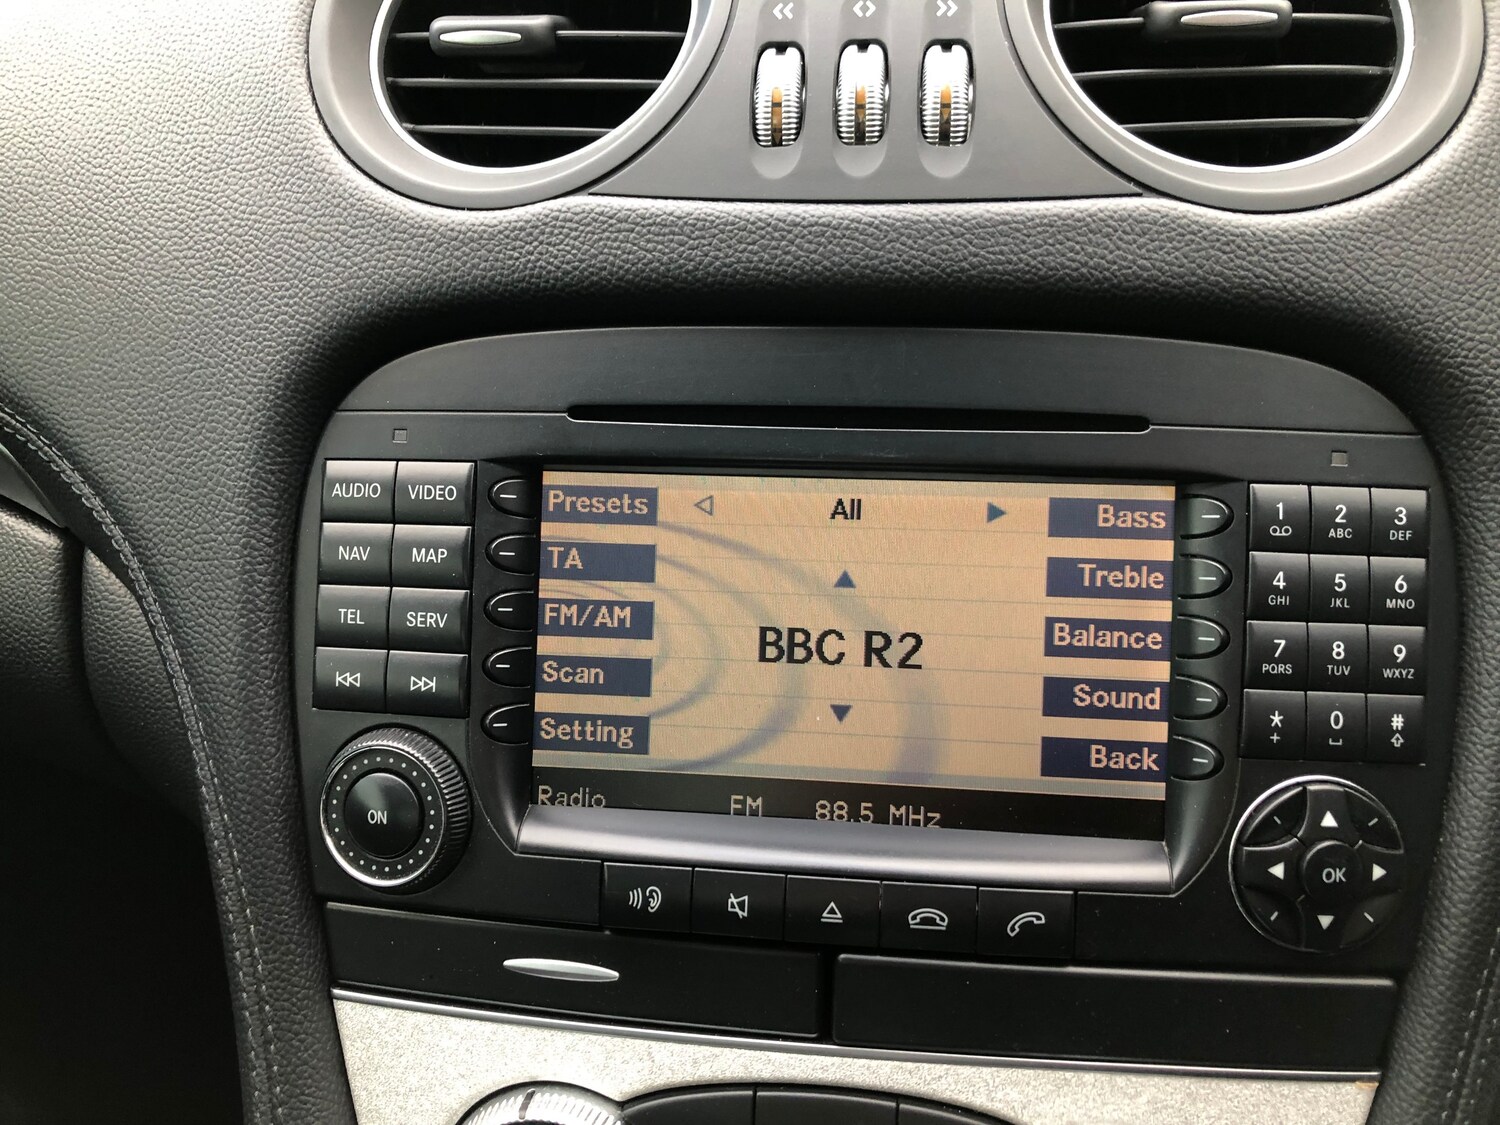 AUDIO VIDEO
NAV MAP
TEL SERV
ON
Presets
TA
FM/AM
Scan
Setting
All
BBC R2
Bass
Treble
Balance
Sound
Back
Radio FM 88.5 MHz
1 2 ABC 3 DEF
4 GHI 5 JKL 6 MNO
7 PQRS 8 TUV 9 WXYZ
* + 0 #
OK